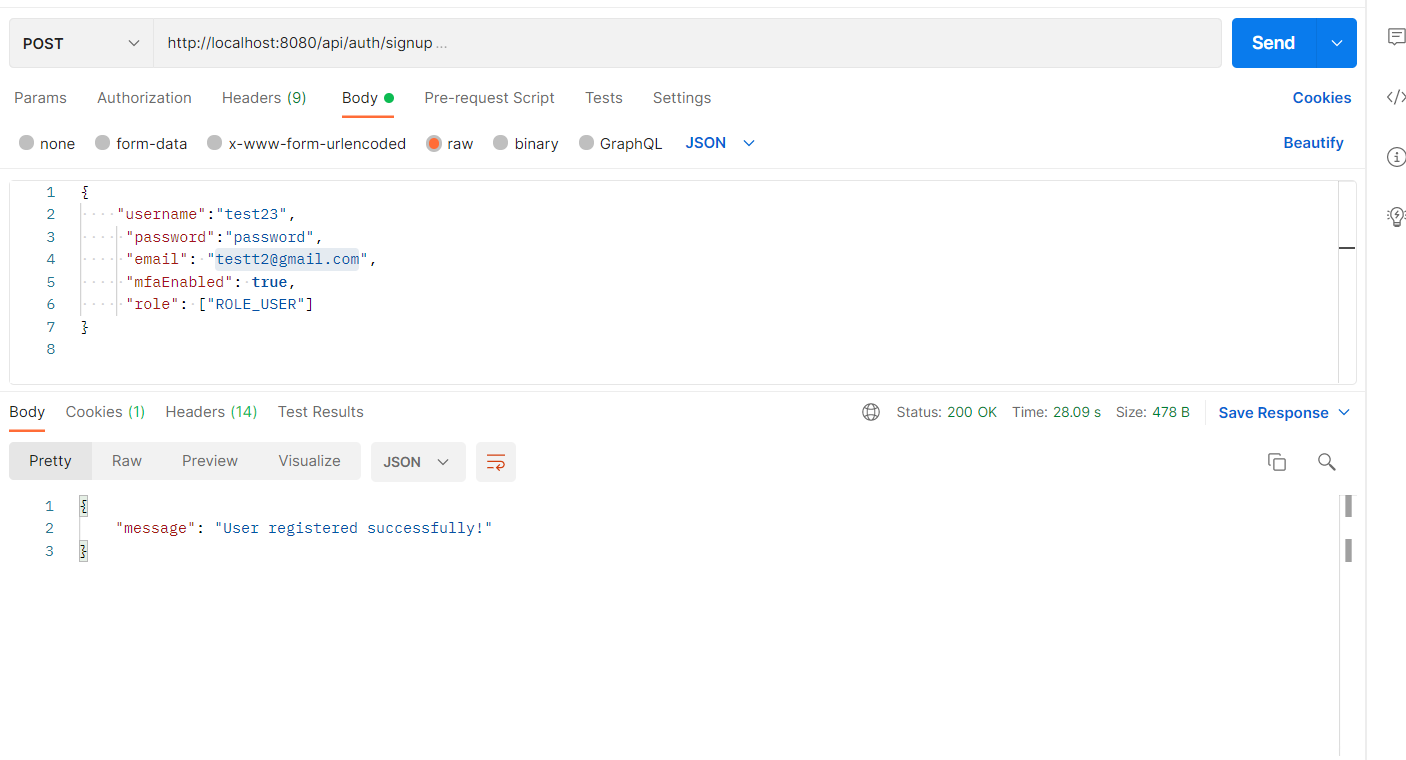 POST http://localhost:8080/api/auth/signup ... Send
Params Authorization Headers (9) Body Pre-request Script Tests Settings Cookies
none form-data x-www-form-urlencoded raw binary GraphQL JSON Beautify
1 {
2 "username":"test23",
3 "password":"password",
4 "email": "testt2@gmail.com",
5 "mfaEnabled": true,
6 "role": ["ROLE_USER"]
7 }
8
Body Cookies (1) Headers (14) Test Results Status: 200 OK Time: 28.09 s Size: 478 B Save Response
Pretty Raw Preview Visualize JSON
1 {
2 "message": "User registered successfully!"
3 }